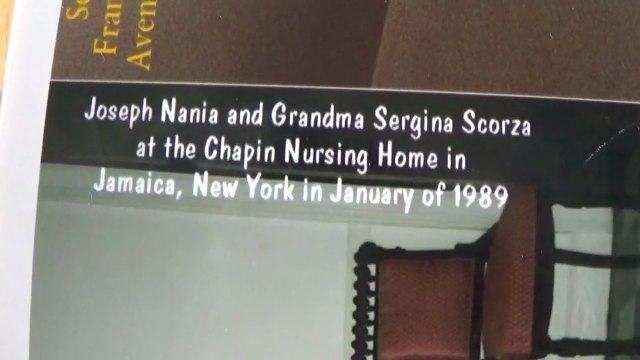 Joseph Nania and Grandma Sergina Scorza
at the Chapin Nursing Home in
Jamaica, New York in January of 1989